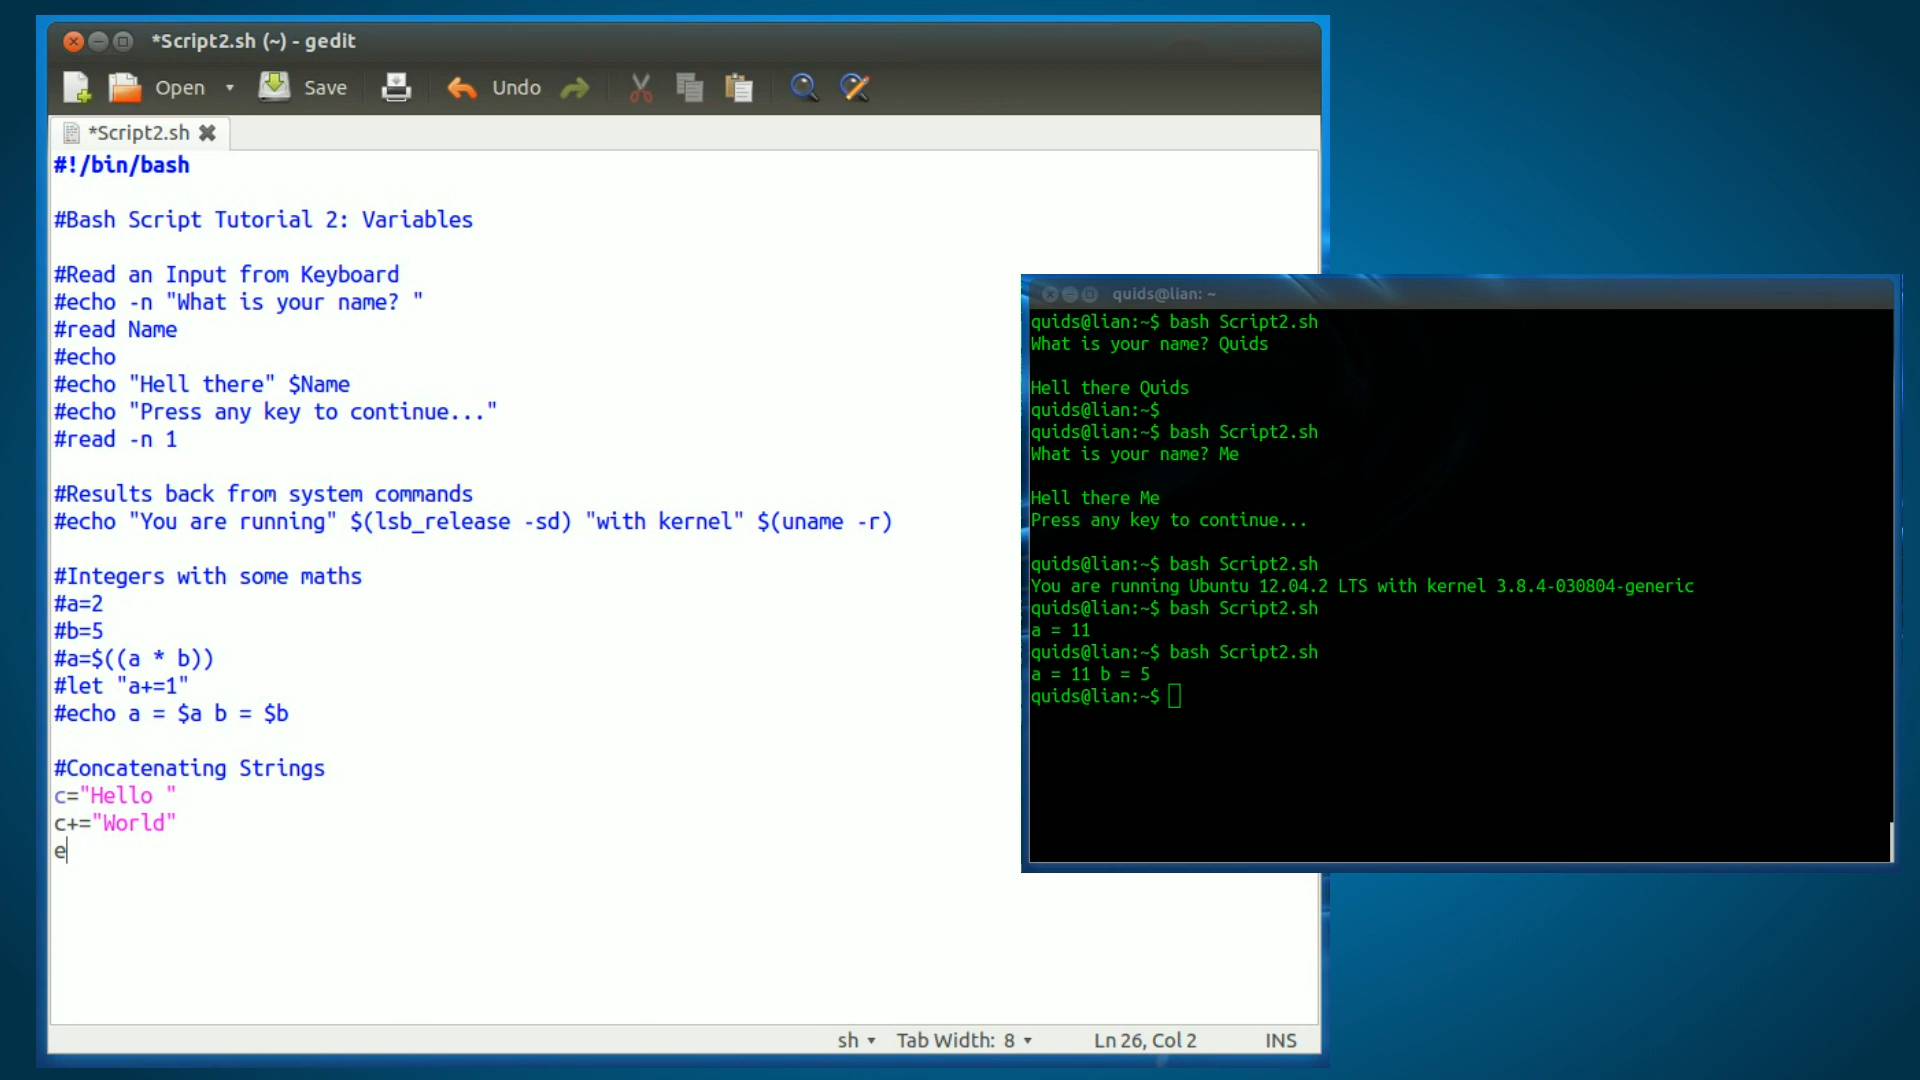 *Script2.sh (~) - gedit
Open Save Undo
*Script2.sh
#!/bin/bash
#Bash Script Tutorial 2: Variables
#Read an Input from Keyboard
#echo -n "What is your name? "
#read Name
#echo
#echo "Hell there" $Name
#echo "Press any key to continue..."
#read -n 1
#Results back from system commands
#echo "You are running" $(lsb_release -sd) "with kernel" $(uname -r)
#Integers with some maths
#a=2
#b=5
#a=$((a * b))
#let "a+=1"
#echo a = $a b = $b
#Concatenating Strings
c="Hello "
c+="World"
e
sh Tab Width: 8 Ln 26, Col 2 INS
quids@lian: ~
quids@lian:~$ bash Script2.sh
What is your name? Quids
Hell there Quids
quids@lian:~$
quids@lian:~$ bash Script2.sh
What is your name? Me
Hell there Me
Press any key to continue...
quids@lian:~$ bash Script2.sh
You are running Ubuntu 12.04.2 LTS with kernel 3.8.4-030804-generic
quids@lian:~$ bash Script2.sh
a = 11
quids@lian:~$ bash Script2.sh
a = 11 b = 5
quids@lian:~$